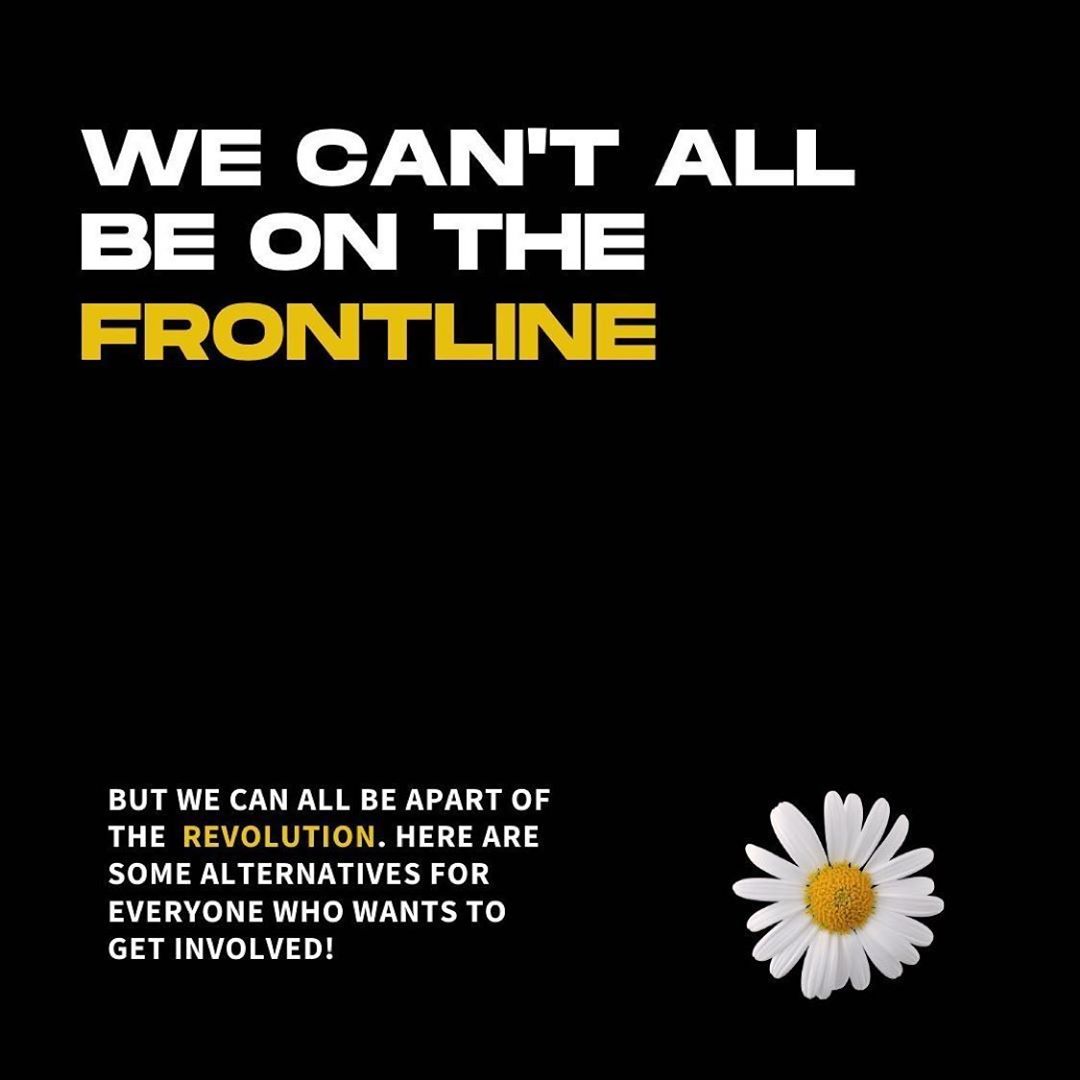 WE CAN'T ALL
BE ON THE
FRONTLINE
BUT WE CAN ALL BE APART OF
THE REVOLUTION. HERE ARE
SOME ALTERNATIVES FOR
EVERYONE WHO WANTS TO
GET INVOLVED!